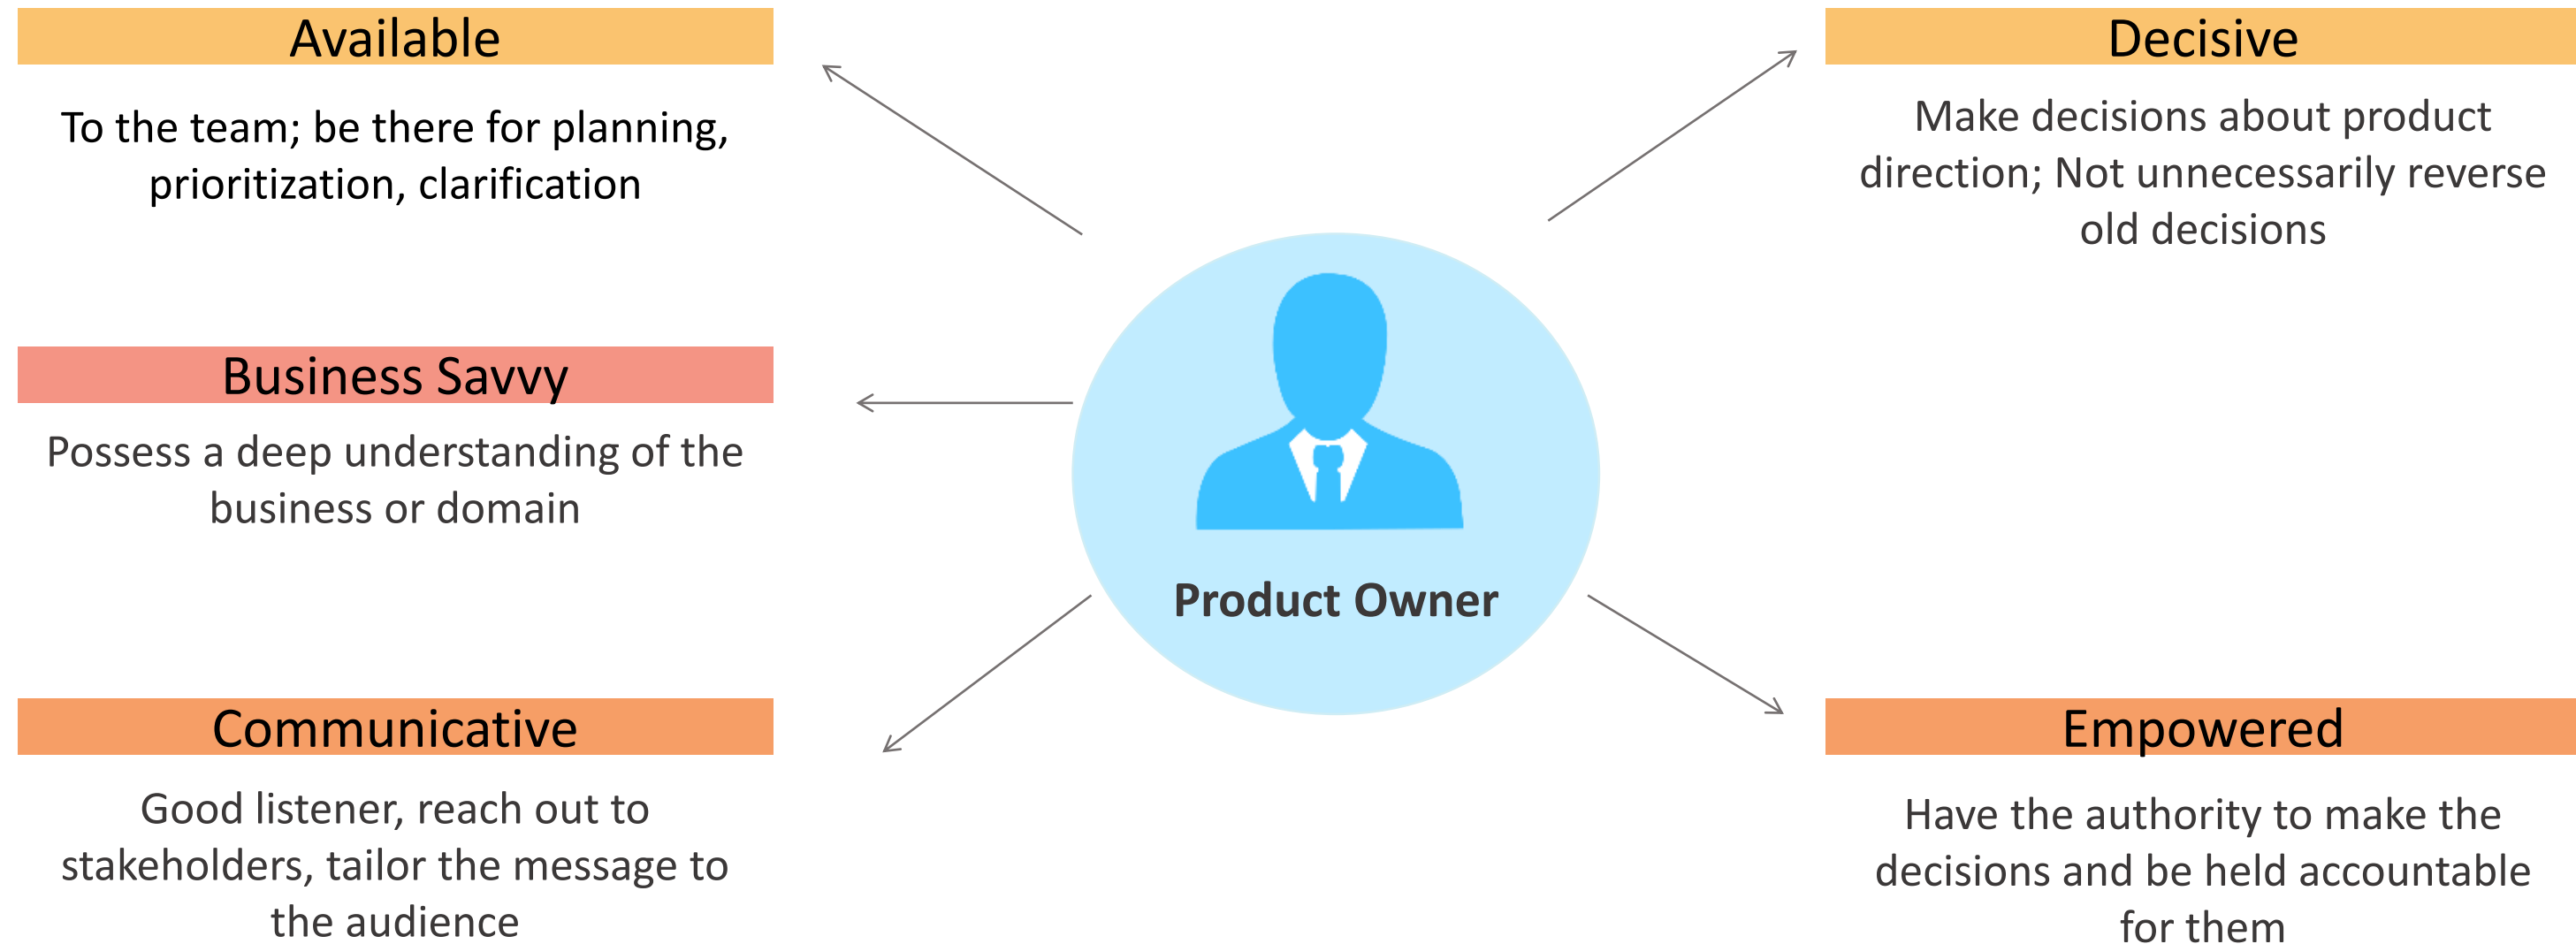 Available
To the team; be there for planning,
prioritization, clarification
Business Savvy
Possess a deep understanding of the
business or domain
Communicative
Good listener, reach out to
stakeholders, tailor the message to
the audience
Product Owner
Decisive
Make decisions about product
direction; Not unnecessarily reverse
old decisions
Empowered
Have the authority to make the
decisions and be held accountable
for them